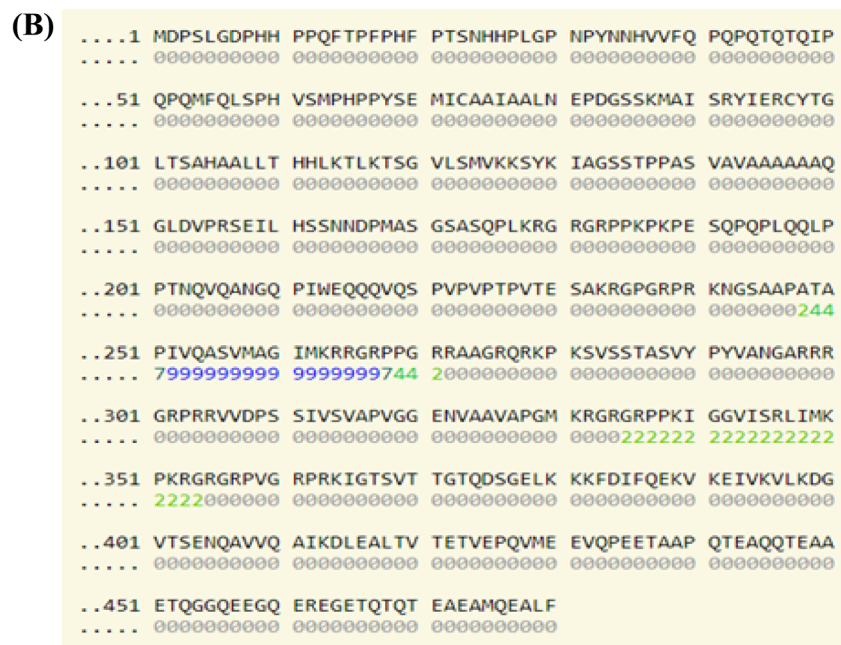 (B)
....1 MDPSLGDPHH PPQFTPFPHF PTSNHHPLGP NPYNNHVVFQ PQPQTQTQIP
..... 0000000000 0000000000 0000000000 0000000000 0000000000
...51 QPQMFQLSPH VSMPHPPYSE MICAAIAALN EPDGSSKMAI SRYIERCYTG
..... 0000000000 0000000000 0000000000 0000000000 0000000000
..101 LTSAHAALLT HHLKTLKTSG VLSMVKKSYK IAGSSTPPAS VAVAAAAAAQ
..... 0000000000 0000000000 0000000000 0000000000 0000000000
..151 GLDVPRSEIL HSSNNDPMAS GSASQPLKRG RGRPPKPKPE SQPQPLQQLP
..... 0000000000 0000000000 0000000000 0000000000 0000000000
..201 PTNQVQANGQ PIWEQQQVQS PVPVPTPVTE SAKRGPGRPR KNGSAAPATA
..... 0000000000 0000000000 0000000000 0000000000 0000000244
..251 PIVQASVMAG IMKRRGRPPG RRAAGRQRKP KSVSSTASVY PYVANGARRR
..... 7999999999 9999999744 2000000000 0000000000 0000000000
..301 GRPRRVVDPS SIVSVAPVGG ENVAAVAPGM KRGRGRPPKI GGVISRLIMK
..... 0000000000 0000000000 0000000000 0000222222 2222222222
..351 PKRGRGRPVG RPRKIGTSVT TGTQDSGELK KKFDIFQEKV KEIVKVLKDG
..... 2222000000 0000000000 0000000000 0000000000 0000000000
..401 VTSENQAVVQ AIKDLEALTV TETVEPQVME EVQPEETAAP QTEAQQTEAA
..... 0000000000 0000000000 0000000000 0000000000 0000000000
..451 ETQGGQEEGQ EREGETQTQT EAEAMQEALF
..... 0000000000 0000000000 0000000000